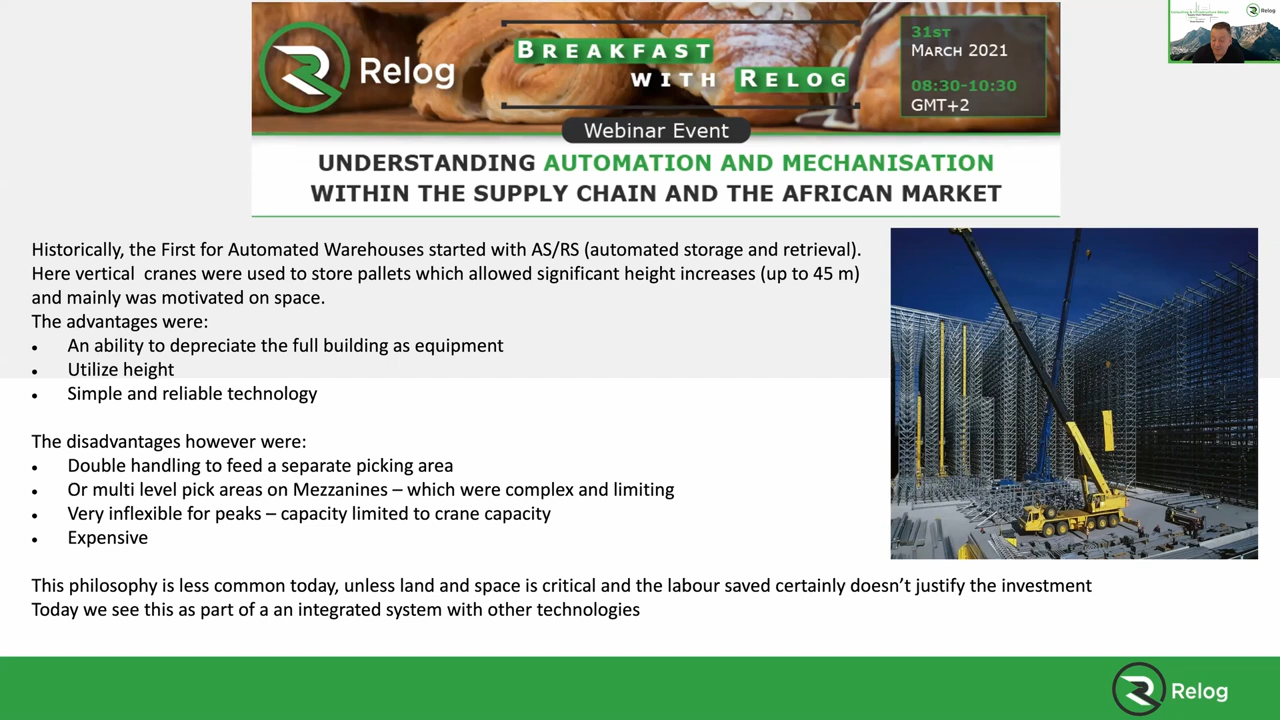 Relog
BREAKFAST
WITH RELOG
31ST
MARCH 2021
08:30-10:30
GMT+2
Webinar Event
UNDERSTANDING AUTOMATION AND MECHANISATION
WITHIN THE SUPPLY CHAIN AND THE AFRICAN MARKET
Relog
Historically, the First for Automated Warehouses started with AS/RS (automated storage and retrieval).
Here vertical cranes were used to store pallets which allowed significant height increases (up to 45 m)
and mainly was motivated on space.
The advantages were:
• An ability to depreciate the full building as equipment
• Utilize height
• Simple and reliable technology
The disadvantages however were:
• Double handling to feed a separate picking area
• Or multi level pick areas on Mezzanines – which were complex and limiting
• Very inflexible for peaks – capacity limited to crane capacity
• Expensive
This philosophy is less common today, unless land and space is critical and the labour saved certainly doesn’t justify the investment
Today we see this as part of a an integrated system with other technologies
Relog